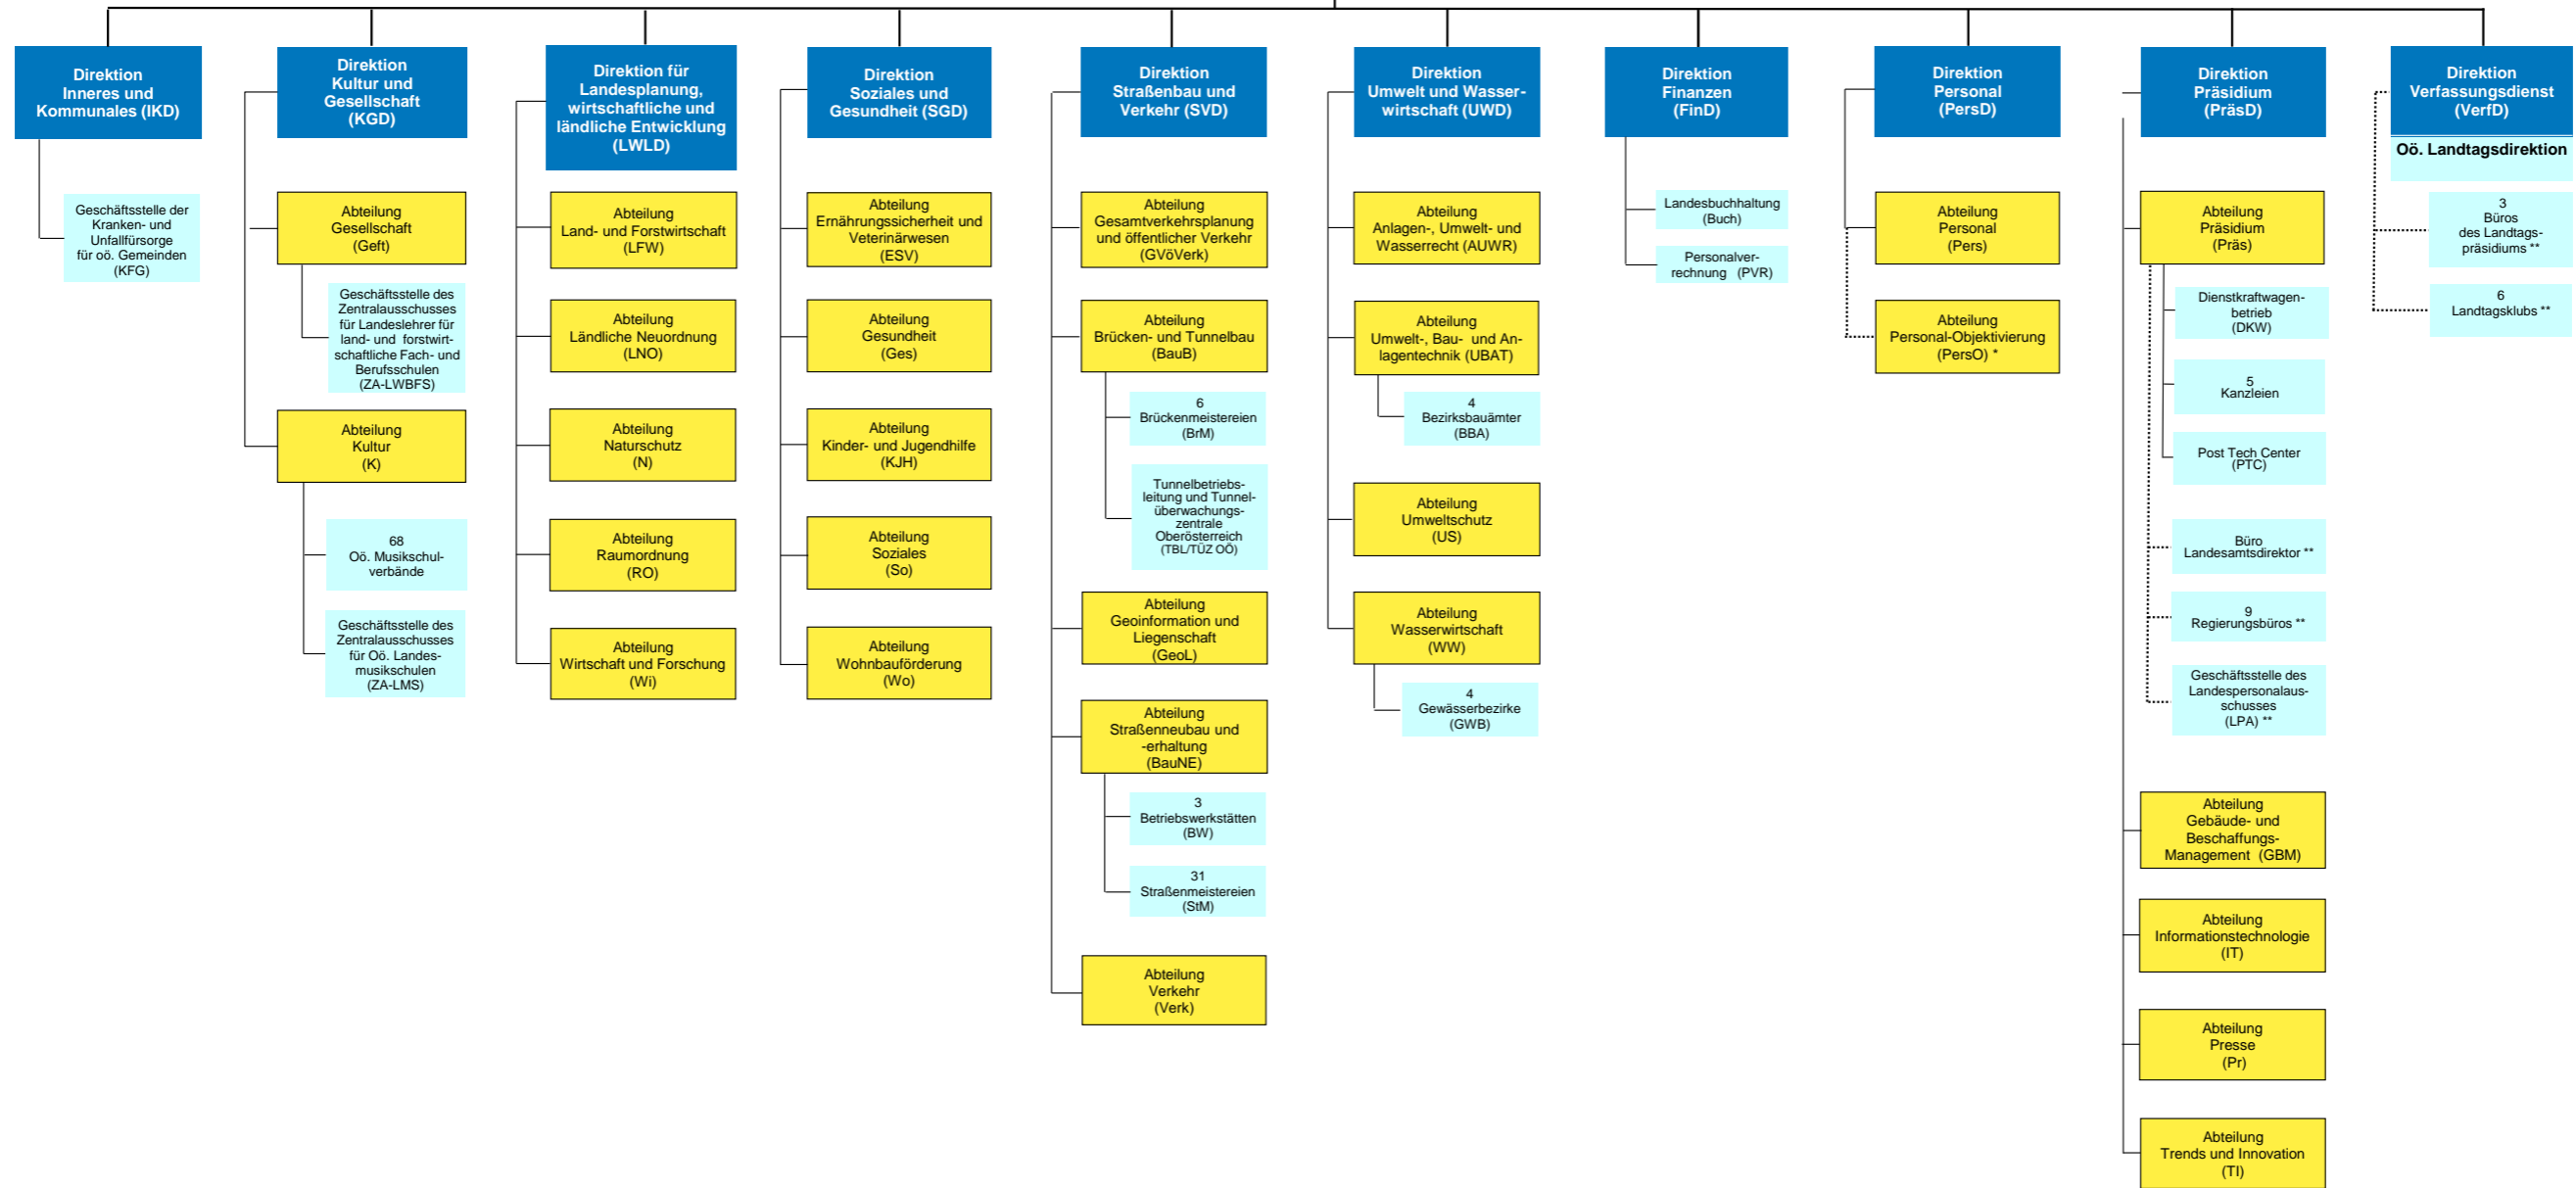 Direktion
Inneres und
Kommunales (IKD)
Geschäftsstelle der
Kranken- und
Unfallfürsorge
für oö. Gemeinden
(KFG)
Direktion
Kultur und
Gesellschaft
(KGD)
Abteilung
Gesellschaft
(Geft)
Geschäftsstelle des
Zentralausschusses
für Landeslehrer für
land- und forstwirt-
schaftliche Fach- und
Berufsschulen
(ZA-LWBFS)
Abteilung
Kultur
(K)
68
Oö. Musikschul-
verbände
Geschäftsstelle des
Zentralausschusses
für Oö. Landes-
musikschulen
(ZA-LMS)
Direktion für
Landesplanung,
wirtschaftliche und
ländliche Entwicklung
(LWLD)
Abteilung
Land- und Forstwirtschaft
(LFW)
Abteilung
Ländliche Neuordnung
(LNO)
Abteilung
Naturschutz
(N)
Abteilung
Raumordnung
(RO)
Abteilung
Wirtschaft und Forschung
(Wi)
Direktion
Soziales und
Gesundheit (SGD)
Abteilung
Ernährungssicherheit und
Veterinärwesen
(ESV)
Abteilung
Gesundheit
(Ges)
Abteilung
Kinder- und Jugendhilfe
(KJH)
Abteilung
Soziales
(So)
Abteilung
Wohnbauförderung
(Wo)
Direktion
Straßenbau und
Verkehr (SVD)
Abteilung
Gesamtverkehrsplanung
und öffentlicher Verkehr
(GVöVerk)
Abteilung
Brücken- und Tunnelbau
(BauB)
6
Brückenmeistereien
(BrM)
Tunnelbetriebs-
leitung und Tunnel-
überwachungs-
zentrale
Oberösterreich
(TBL/TÜZ OÖ)
Abteilung
Geoinformation und
Liegenschaft
(GeoL)
Abteilung
Straßenneubau und
-erhaltung
(BauNE)
3
Betriebswerkstätten
(BW)
31
Straßenmeistereien
(StM)
Abteilung
Verkehr
(Verk)
Direktion
Umwelt und Wasser-
wirtschaft (UWD)
Abteilung
Anlagen-, Umwelt- und
Wasserrecht (AUWR)
Abteilung
Umwelt-, Bau- und An-
lagentechnik (UBAT)
4
Bezirksbauämter
(BBA)
Abteilung
Umweltschutz
(US)
Abteilung
Wasserwirtschaft
(WW)
4
Gewässerbezirke
(GWB)
Direktion
Finanzen
(FinD)
Landesbuchhaltung
(Buch)
Personalver-
rechnung (PVR)
Direktion
Personal
(PersD)
Abteilung
Personal
(Pers)
Abteilung
Personal-Objektivierung
(PersO) *
Direktion
Präsidium
(PräsD)
Abteilung
Präsidium
(Präs)
Dienstkraftwagen-
betrieb
(DKW)
5
Kanzleien
Post Tech Center
(PTC)
Büro
Landesamtsdirektor **
9
Regierungsbüros **
Geschäftsstelle des
Landespersonalaus-
schusses
(LPA) **
Abteilung
Gebäude- und
Beschaffungs-
Management (GBM)
Abteilung
Informationstechnologie
(IT)
Abteilung
Presse
(Pr)
Abteilung
Trends und Innovation
(TI)
Direktion
Verfassungsdienst
(VerfD)
Oö. Landtagsdirektion
3
Büros
des Landtags-
präsidiums **
6
Landtagsklubs **